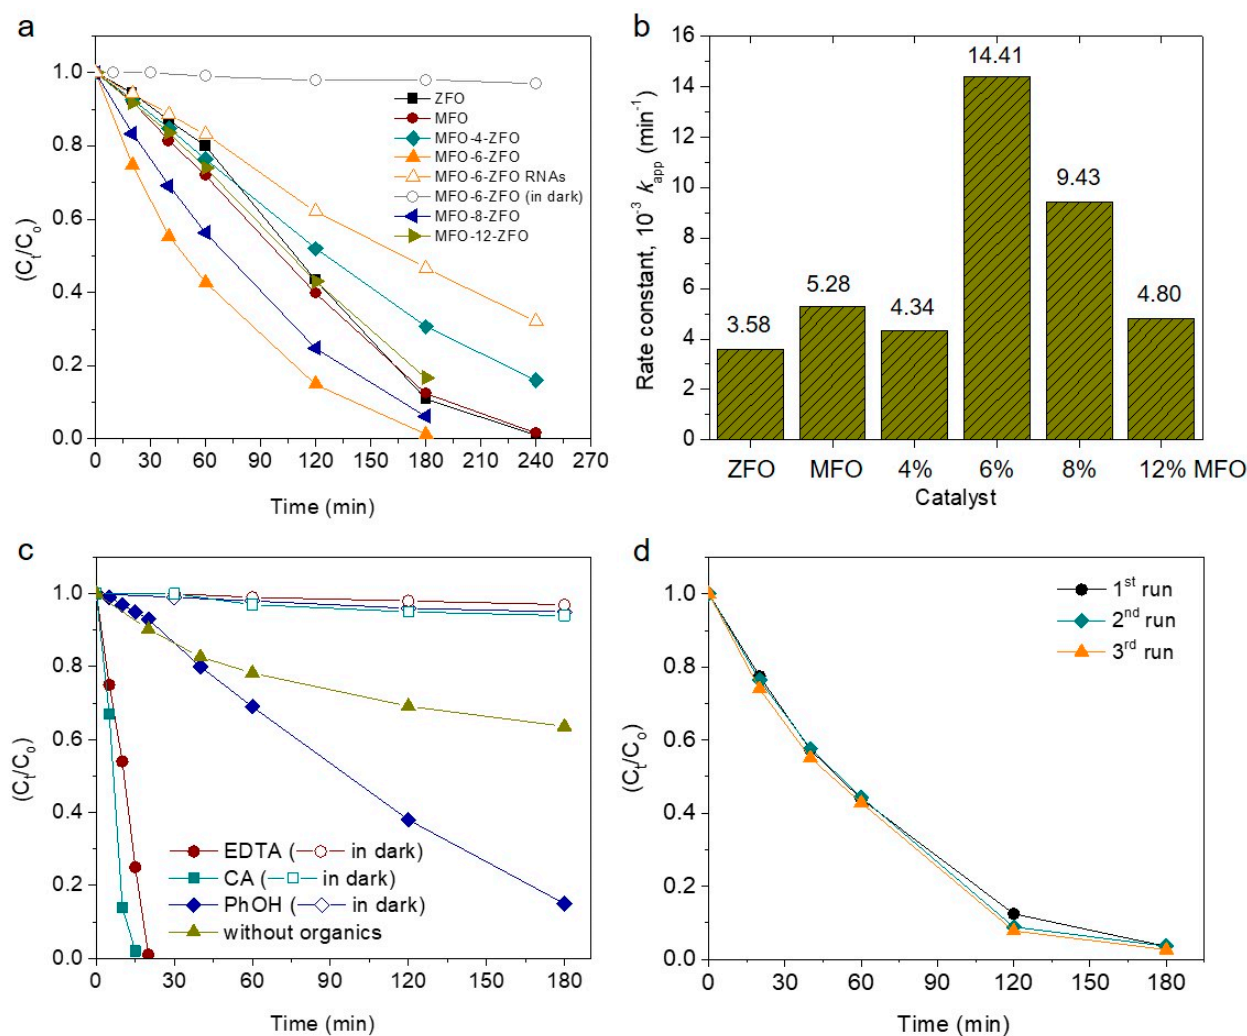 a
1.0
0.8
0.6
0.4
0.2
0.0
(Ct/Co)
0 30 60 90 120 150 180 210 240 270
Time (min)
ZFO
MFO
MFO-4-ZFO
MFO-6-ZFO
MFO-6-ZFO RNAs
MFO-6-ZFO (in dark)
MFO-8-ZFO
MFO-12-ZFO
b
16
14
12
10
8
6
4
2
0
Rate constant, 10-3 kapp (min-1)
3.58
5.28
4.34
14.41
9.43
4.80
ZFO MFO 4% 6% 8% 12% MFO
Catalyst
c
1.0
0.8
0.6
0.4
0.2
0.0
(Ct/Co)
EDTA ( in dark)
CA ( in dark)
PhOH ( in dark)
without organics
0 30 60 90 120 150 180
Time (min)
d
1.0
0.8
0.6
0.4
0.2
0.0
(Ct/Co)
1st run
2nd run
3rd run
0 30 60 90 120 150 180
Time (min)